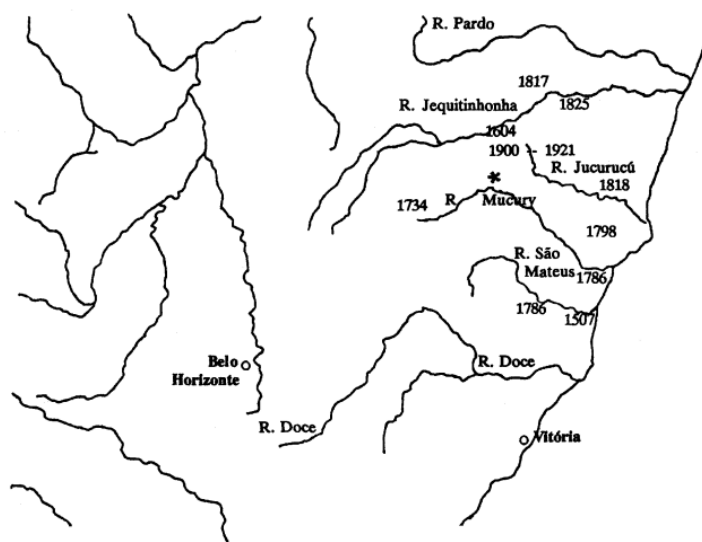 R. Pardo
1817
R. Jequitinhonha
1825
1604
1900 - 1921
R. Jucurucú
*
1818
1734
R. Mucury
1798
R. São
Mateus
1786
1786
1507
Belo
Horizonte
R. Doce
R. Doce
Vitória